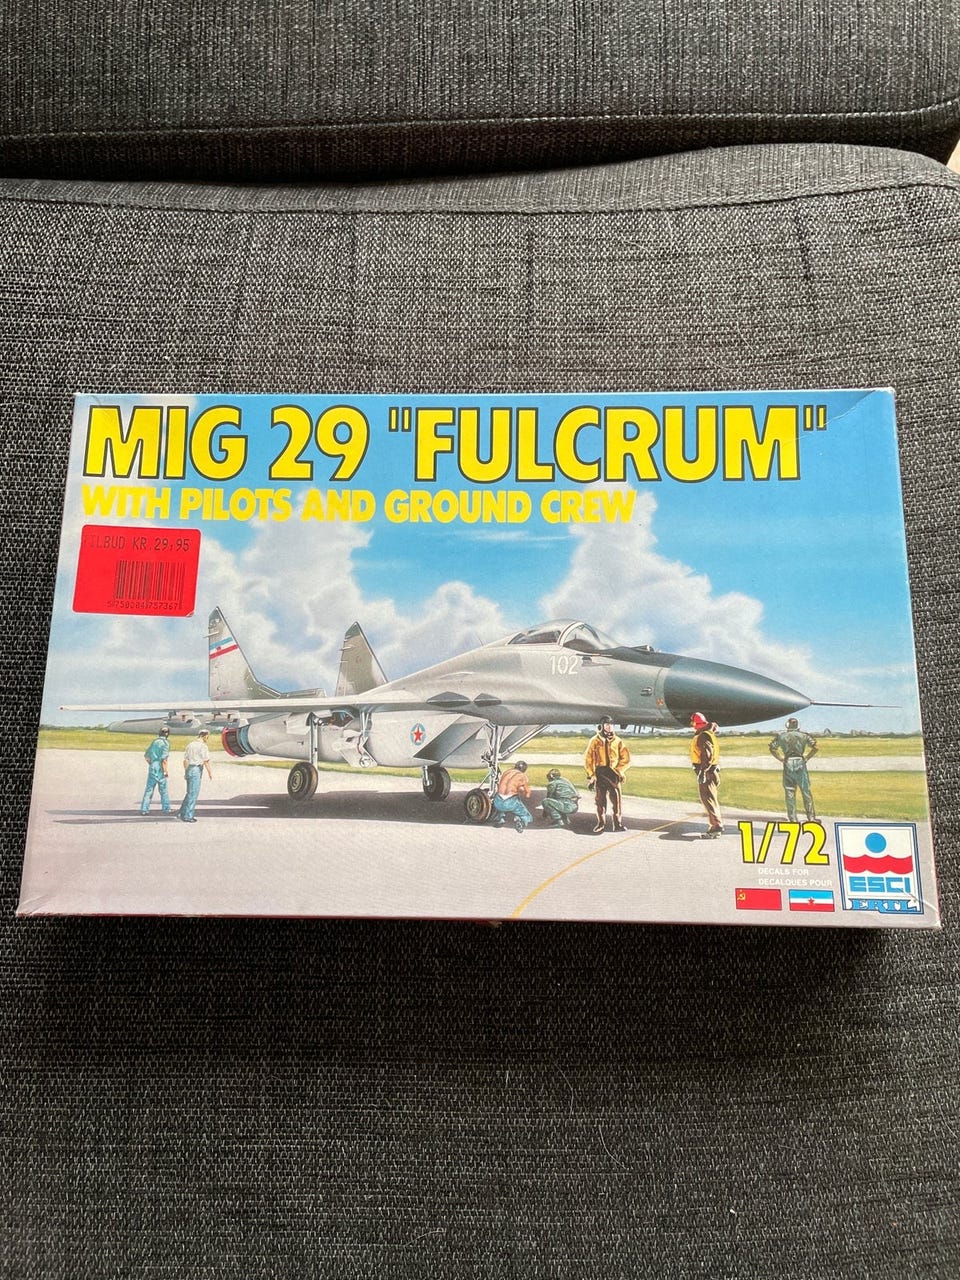 MIG 29 "FULCRUM"
WITH PILOTS AND GROUND CREW
TILBUD KR.29,95
5750084757367
102
1/72
DECALS FOR
DECALQUES POUR
ESCI
ERTL